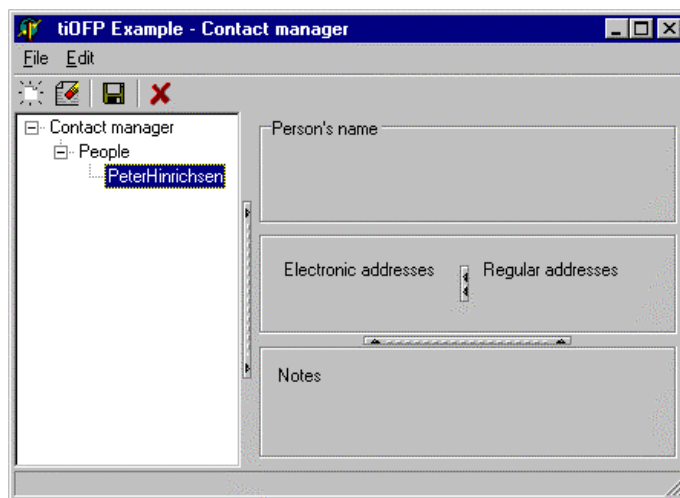 tiOFP Example - Contact manager
File Edit
Contact manager
People
PeterHinrichsen
Person's name
Electronic addresses
Regular addresses
Notes